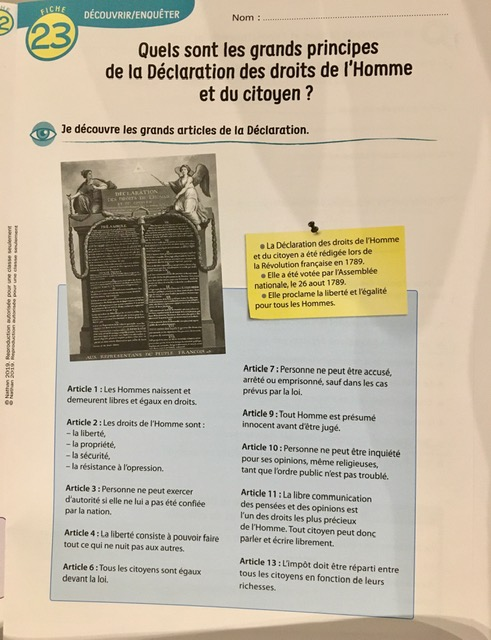 2
FICHE
23
DÉCOUVRIR/ENQUÊTER
Nom :
Quels sont les grands principes
de la Déclaration des droits de l'Homme
et du citoyen ?
Je découvre les grands articles de la Déclaration.
DÉCLARATION
DES DROITS DE L'HOMME
AUX REPRESENTANS DU PEUPLE FRANCOIS
• La Déclaration des droits de l'Homme
et du citoyen a été rédigée lors de
la Révolution française en 1789.
• Elle a été votée par l'Assemblée
nationale, le 26 aout 1789.
• Elle proclame la liberté et l'égalité
pour tous les Hommes.
Article 1 : Les Hommes naissent et
demeurent libres et égaux en droits.
Article 2 : Les droits de l'Homme sont :
– la liberté,
– la propriété,
– la sécurité,
– la résistance à l'opression.
Article 3 : Personne ne peut exercer
d'autorité si elle ne lui a pas été confiée
par la nation.
Article 4 : La liberté consiste à pouvoir faire
tout ce qui ne nuit pas aux autres.
Article 6 : Tous les citoyens sont égaux
devant la loi.
Article 7 : Personne ne peut être accusé,
arrêté ou emprisonné, sauf dans les cas
prévus par la loi.
Article 9 : Tout Homme est présumé
innocent avant d'être jugé.
Article 10 : Personne ne peut être inquiété
pour ses opinions, même religieuses,
tant que l'ordre public n'est pas troublé.
Article 11 : La libre communication
des pensées et des opinions est
l'un des droits les plus précieux
de l'Homme. Tout citoyen peut donc
parler et écrire librement.
Article 13 : L'impôt doit être réparti entre
tous les citoyens en fonction de leurs
richesses.
© Nathan 2019. Reproduction autorisée pour une classe seulement
© Nathan 2019. Reproduction autorisée pour une classe seulement